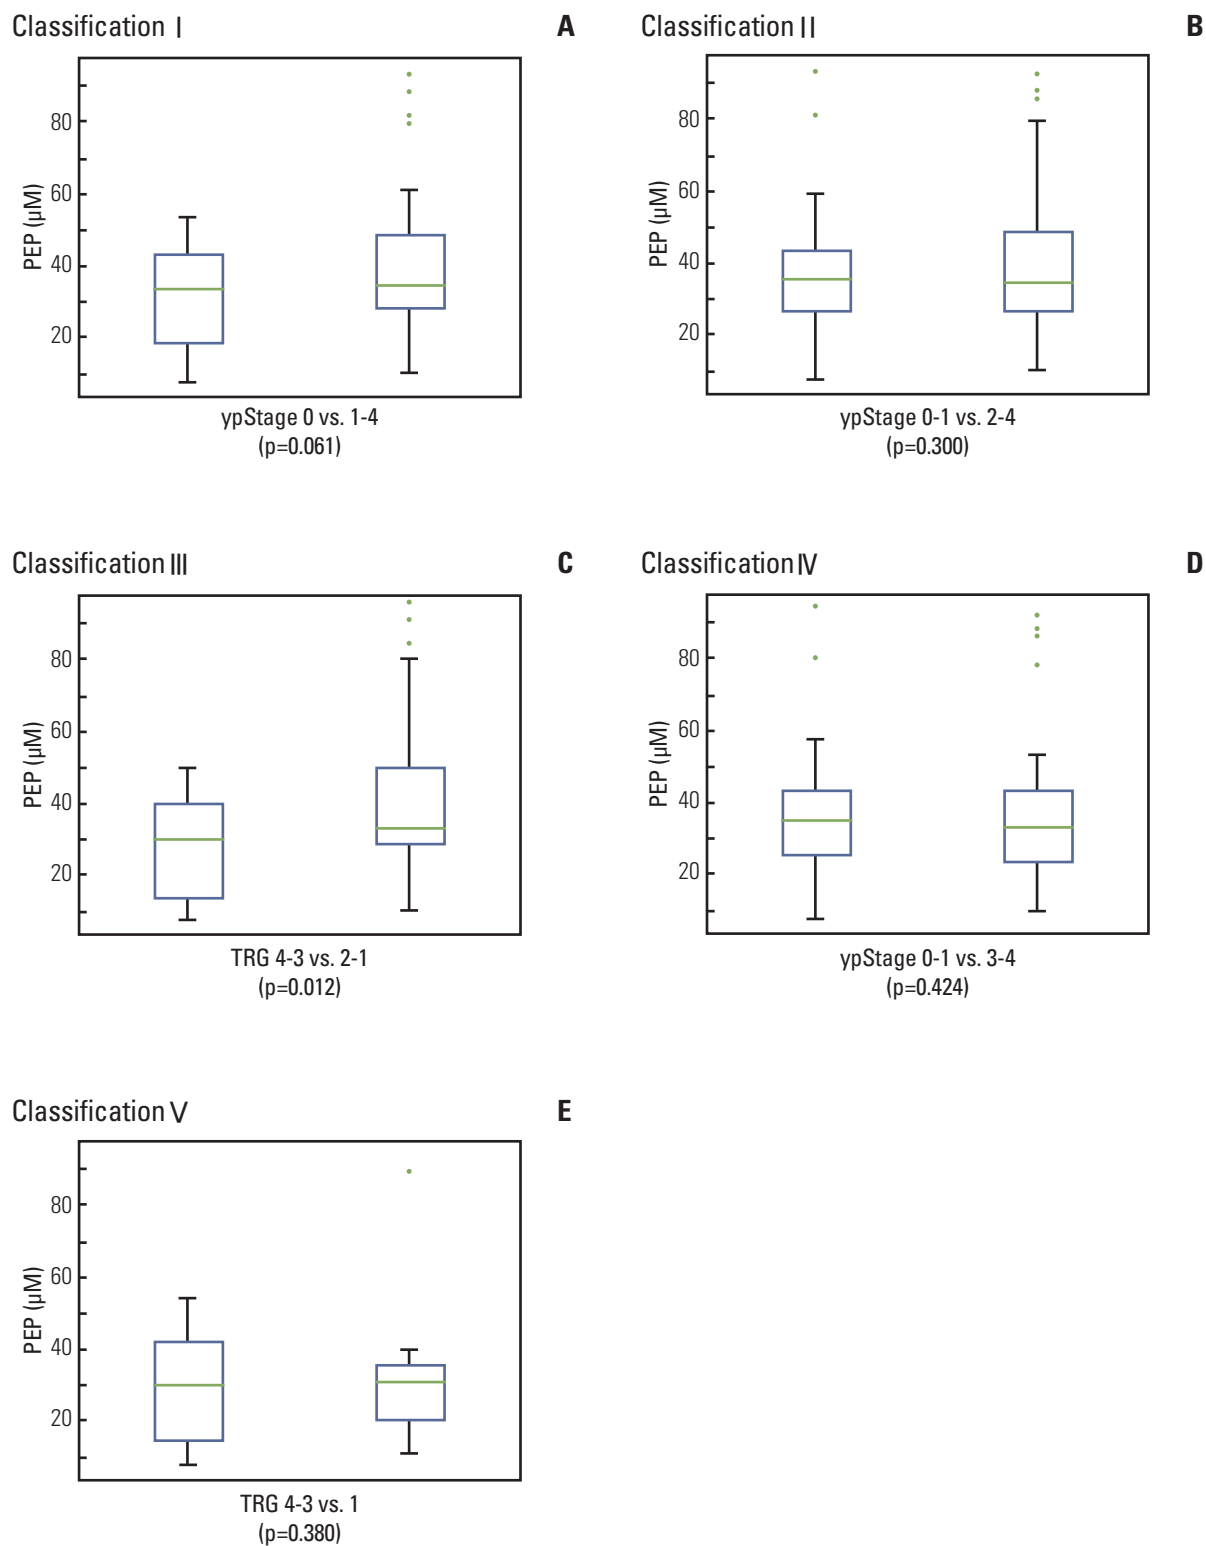 Classification Ⅰ
A
80
60
40
20
PEP (µM)
ypStage 0 vs. 1-4
(p=0.061)
Classification Ⅱ
B
80
60
40
20
PEP (µM)
ypStage 0-1 vs. 2-4
(p=0.300)
Classification Ⅲ
C
80
60
40
20
PEP (µM)
TRG 4-3 vs. 2-1
(p=0.012)
Classification Ⅳ
D
80
60
40
20
PEP (µM)
ypStage 0-1 vs. 3-4
(p=0.424)
Classification Ⅴ
E
80
60
40
20
PEP (µM)
TRG 4-3 vs. 1
(p=0.380)